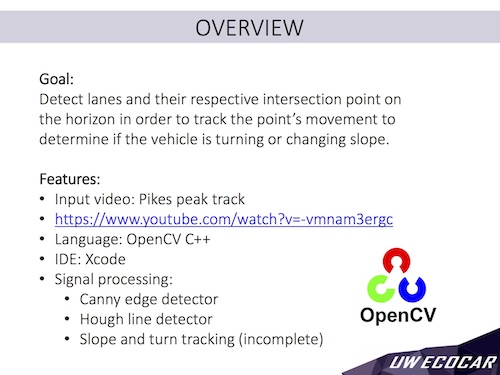 OVERVIEW
Goal:
Detect lanes and their respective intersection point on
the horizon in order to track the point's movement to
determine if the vehicle is turning or changing slope.
Features:
• Input video: Pikes peak track
• https://www.youtube.com/watch?v=-vmnam3ergc
• Language: OpenCV C++
• IDE: Xcode
• Signal processing:
• Canny edge detector
• Hough line detector
• Slope and turn tracking (incomplete)
OpenCV
UW ECOCAR